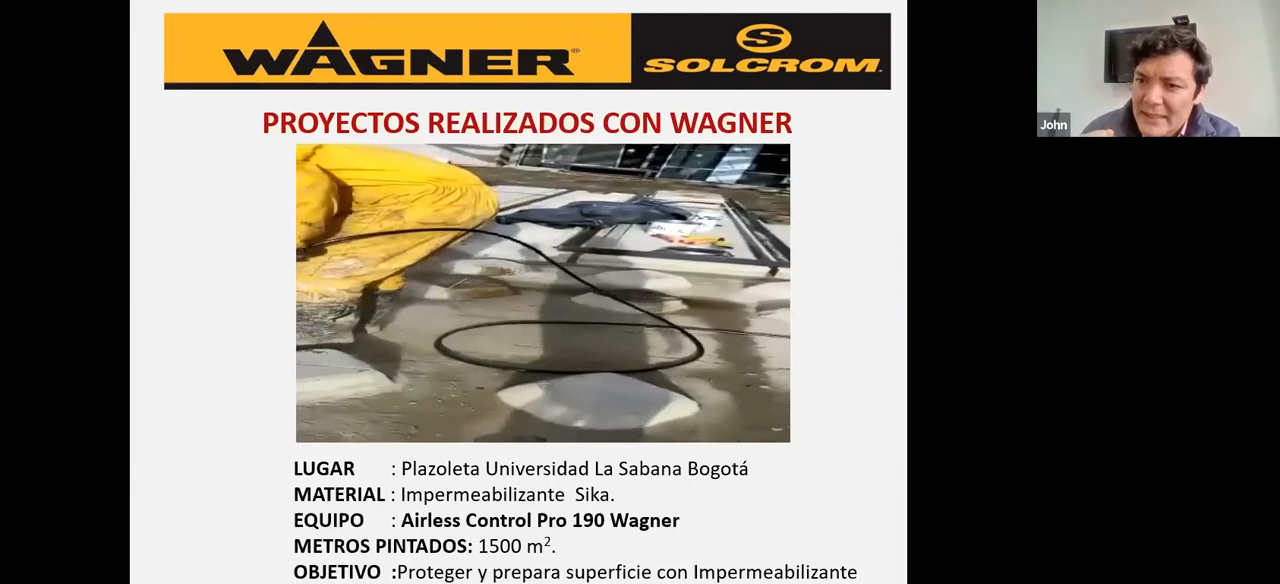 WAGNER®
SOLCROM.
PROYECTOS REALIZADOS CON WAGNER
John
LUGAR : Plazoleta Universidad La Sabana Bogotá
MATERIAL : Impermeabilizante Sika.
EQUIPO : Airless Control Pro 190 Wagner
METROS PINTADOS: 1500 m².
OBJETIVO :Proteger y prepara superficie con Impermeabilizante